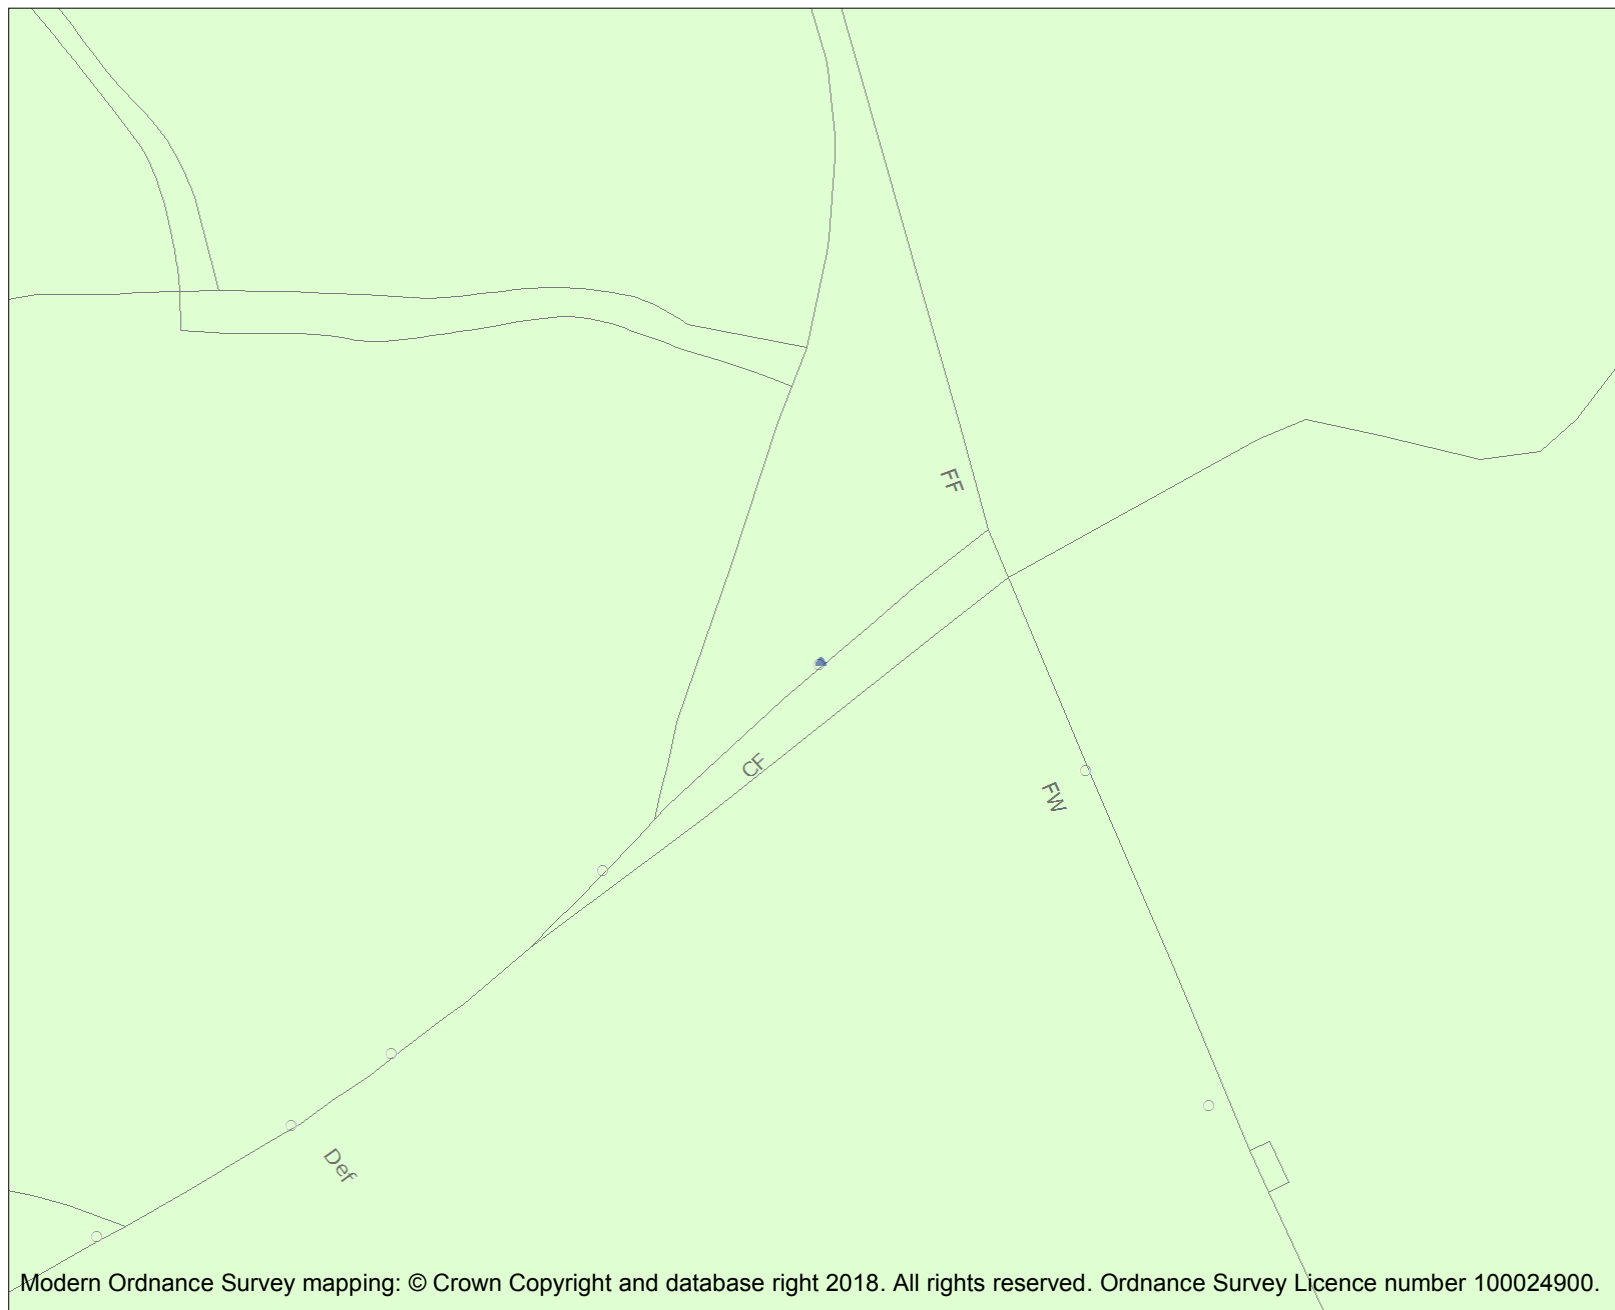 FF
CF
FW
Def
Modern Ordnance Survey mapping: © Crown Copyright and database right 2018. All rights reserved. Ordnance Survey Licence number 100024900.